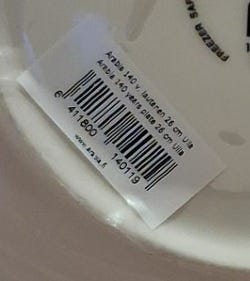 Arabia 140 v. lautanen 26 cm Ulla
Arabia 140 years plate 26 cm Ulla
6 411800 140119
www.arabia.fi
FREEZER SAF